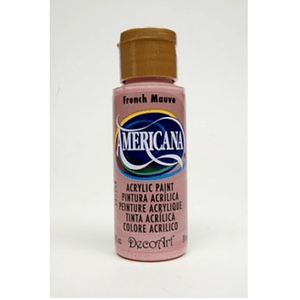 French Mauve
AMERICANA
ACRYLIC PAINT
PINTURA ACRÍLICA
PEINTURE ACRYLIQUE
TINTA ACRÍLICA
COLORE ACRILICO
DecoArt